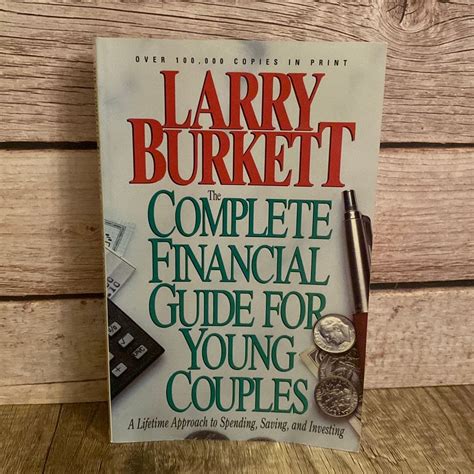 OVER 100,000 COPIES IN PRINT
LARRY
BURKETT
The
COMPLETE
FINANCIAL
GUIDE FOR
YOUNG
COUPLES
A Lifetime Approach to Spending, Saving, and Investing